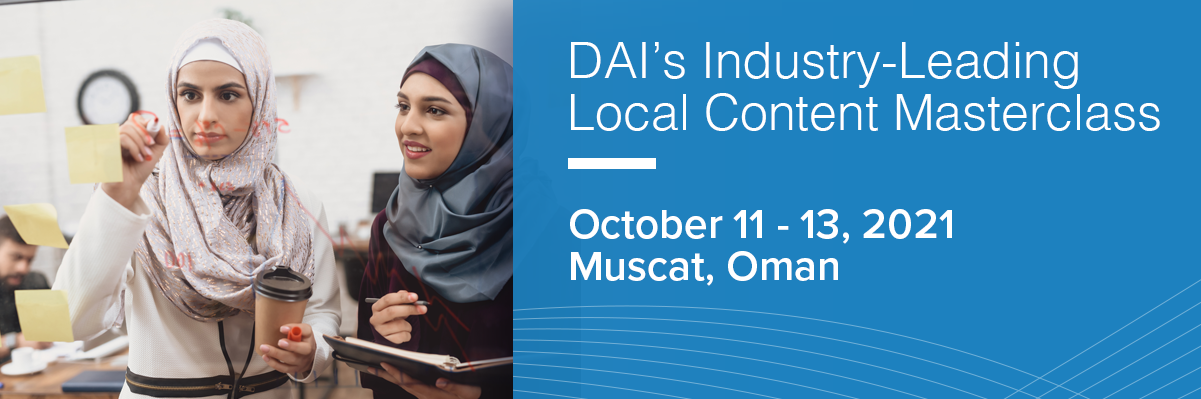 DAI's Industry-Leading
Local Content Masterclass
October 11 - 13, 2021
Muscat, Oman